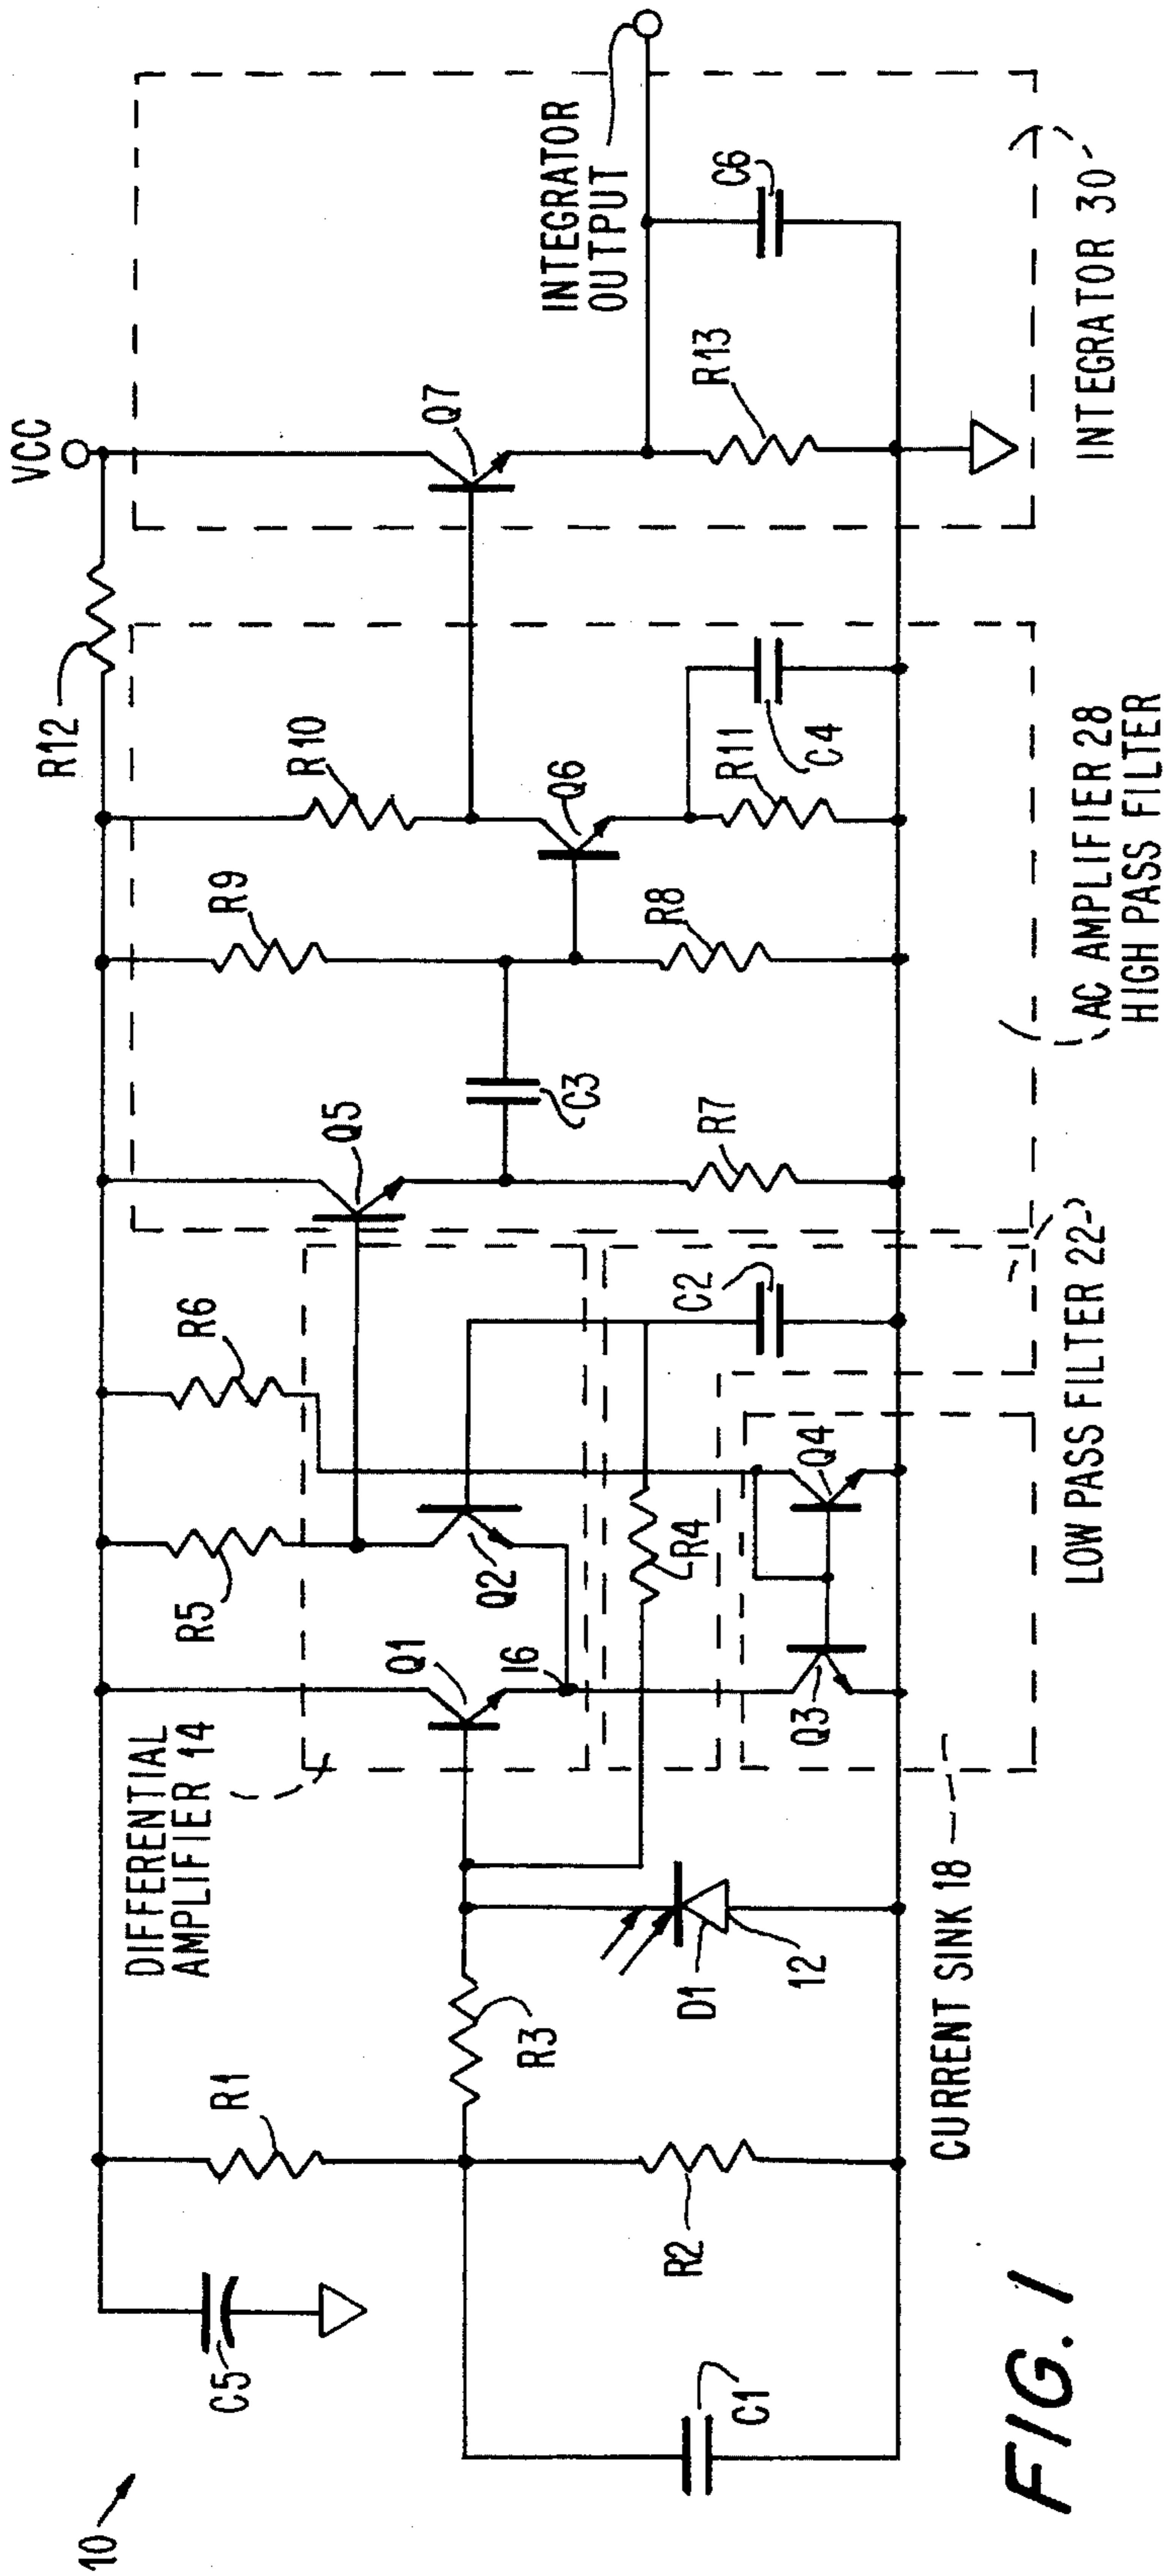 10
C5
R1
R2
C1
R3
D1
12
DIFFERENTIAL
AMPLIFIER 14
Q1
16
Q2
R5
R6
R4
C2
Q3
Q4
CURRENT SINK 18
LOW PASS FILTER 22
Q5
C3
R7
R9
R8
R10
Q6
R11
C4
AC AMPLIFIER 28
HIGH PASS FILTER
R12
VCC
Q7
R13
C6
INTEGRATOR
OUTPUT
INTEGRATOR 30
FIG. 1